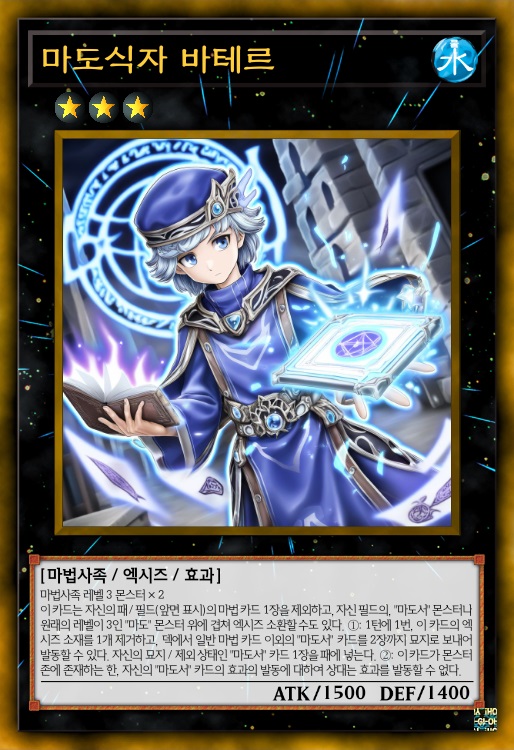 마도식자 바테르
水
[마법사족 / 엑시즈 / 효과]
마법사족 레벨 3 몬스터 × 2
이 카드는 자신의 패 / 필드(앞면 표시)의 마법 카드 1장을 제외하고, 자신 필드의, "마도서" 몬스터나
원래의 레벨이 3인 "마도" 몬스터 위에 겹쳐 엑시즈 소환할 수도 있다. ①: 1턴에 1번, 이 카드의 엑
시즈 소재를 1개 제거하고, 덱에서 일반 마법 카드 이외의 "마도서" 카드를 2장까지 묘지로 보내어
발동할 수 있다. 자신의 묘지 / 제외 상태인 "마도서" 카드 1장을 패에 넣는다. ②: 이 카드가 몬스터
존에 존재하는 한, 자신의 "마도서" 카드의 효과의 발동에 대하여 상대는 효과를 발동할 수 없다.
ATK/1500 DEF/1400